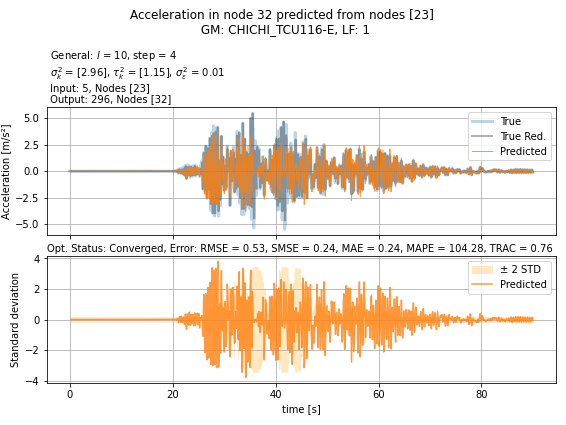 Acceleration in node 32 predicted from nodes [23]
GM: CHICHI_TCU116-E, LF: 1
General: l = 10, step = 4
σ²ₖ = [2.96], τ²ₖ = [1.15], σ²ε = 0.01
Input: 5, Nodes [23]
Output: 296, Nodes [32]
Acceleration [m/s²]
5.0
2.5
0.0
−2.5
−5.0
True
True Red.
Predicted
Opt. Status: Converged, Error: RMSE = 0.53, SMSE = 0.24, MAE = 0.24, MAPE = 104.28, TRAC = 0.76
Standard deviation
4
2
0
−2
−4
± 2 STD
Predicted
0
20
40
60
80
time [s]